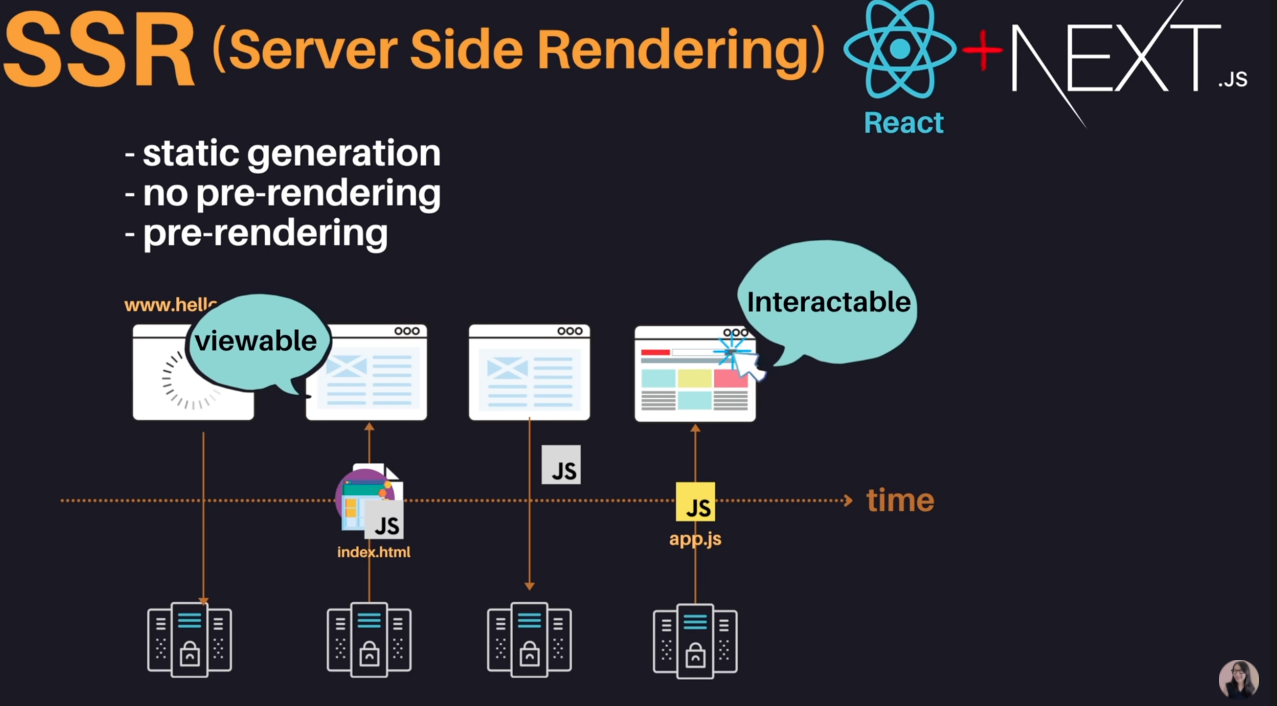 SSR (Server Side Rendering)
React
+
NEXT.JS
- static generation
- no pre-rendering
- pre-rendering
www.hello
viewable
Interactable
JS
JS
index.html
JS
app.js
time